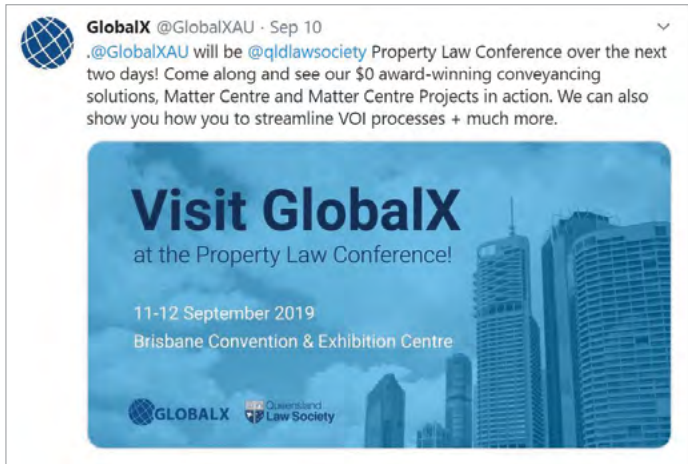 GlobalX @GlobalXAU · Sep 10
.@GlobalXAU will be @qldlawsociety Property Law Conference over the next
two days! Come along and see our $0 award-winning conveyancing
solutions, Matter Centre and Matter Centre Projects in action. We can also
show you how you to streamline VOI processes + much more.
Visit GlobalX
at the Property Law Conference!
11-12 September 2019
Brisbane Convention & Exhibition Centre
GLOBALX
Queensland
Law Society